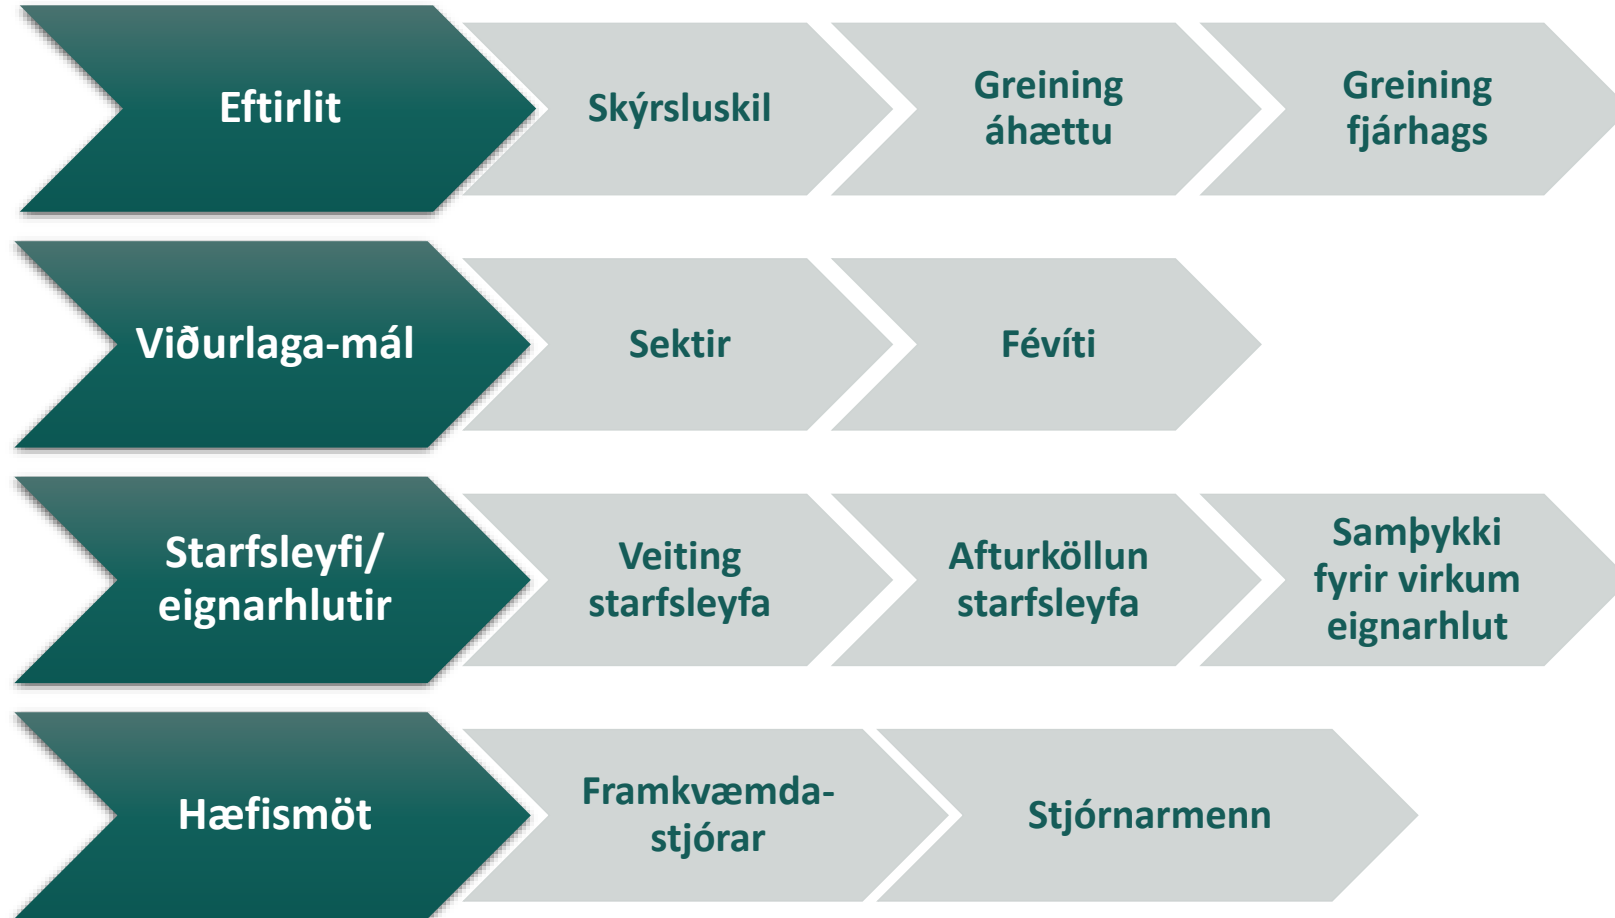 Eftirlit
Skýrsluskil
Greining
áhættu
Greining
fjárhags
Viðurlaga-mál
Sektir
Févíti
Starfsleyfi/
eignarhlutir
Veiting
starfsleyfa
Afturköllun
starfsleyfa
Samþykki
fyrir virkum
eignarhlut
Hæfismöt
Framkvæmda-
stjórar
Stjórnarmenn